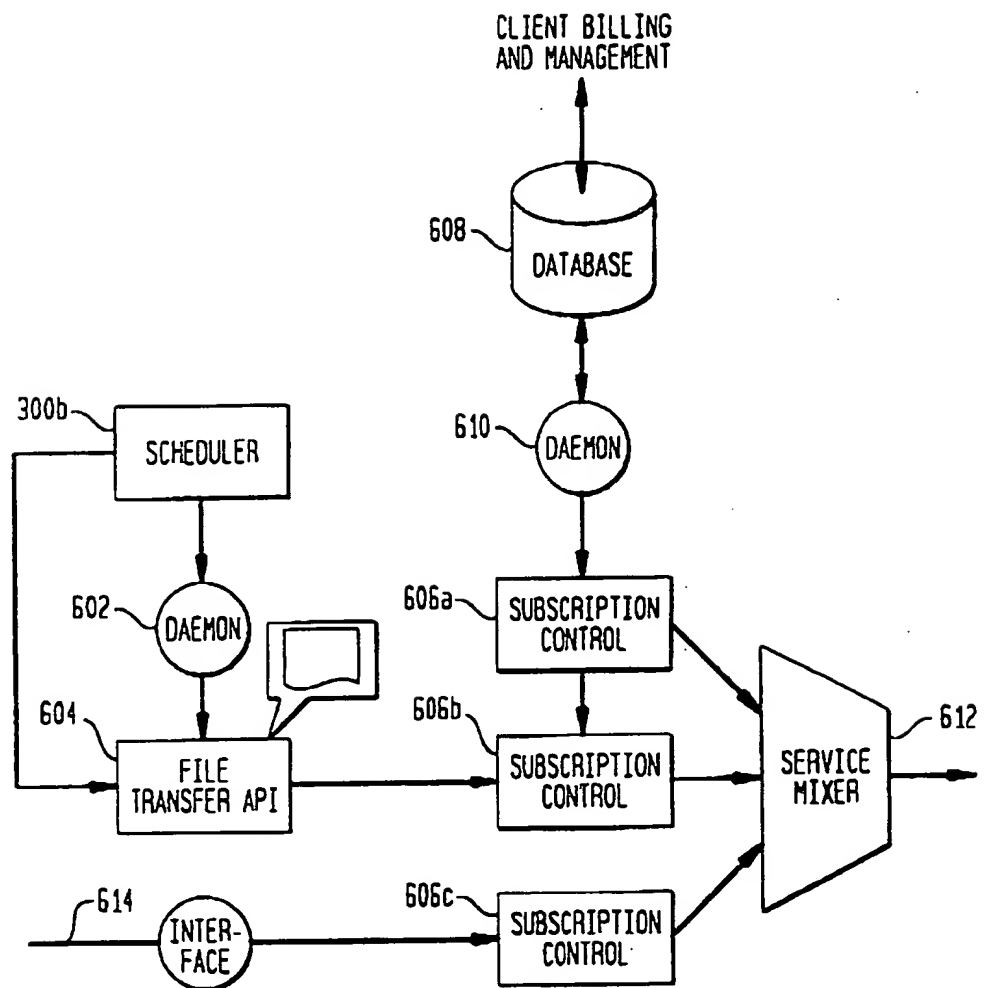 CLIENT BILLING
AND MANAGEMENT
608
DATABASE
300b
SCHEDULER
610
DAEMON
602
DAEMON
606a
SUBSCRIPTION
CONTROL
604
FILE
TRANSFER API
606b
SUBSCRIPTION
CONTROL
612
SERVICE
MIXER
614
INTER-
FACE
606c
SUBSCRIPTION
CONTROL